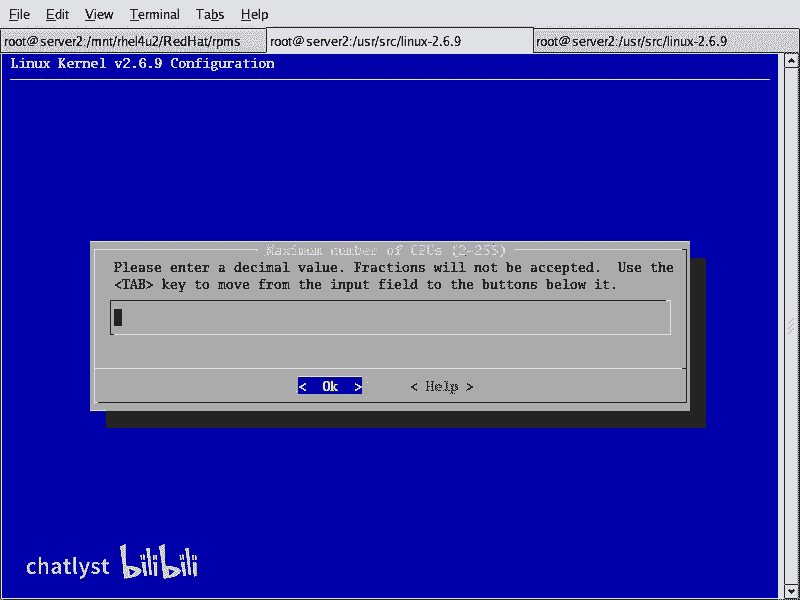 File Edit View Terminal Tabs Help
root@server2:/mnt/rhel4u2/RedHat/rpms root@server2:/usr/src/linux-2.6.9 root@server2:/usr/src/linux-2.6.9
Linux Kernel v2.6.9 Configuration
Maximum number of CPUs (2-255)
Please enter a decimal value. Fractions will not be accepted. Use the
<TAB> key to move from the input field to the buttons below it.
< Ok > < Help >
chatlyst bilibili